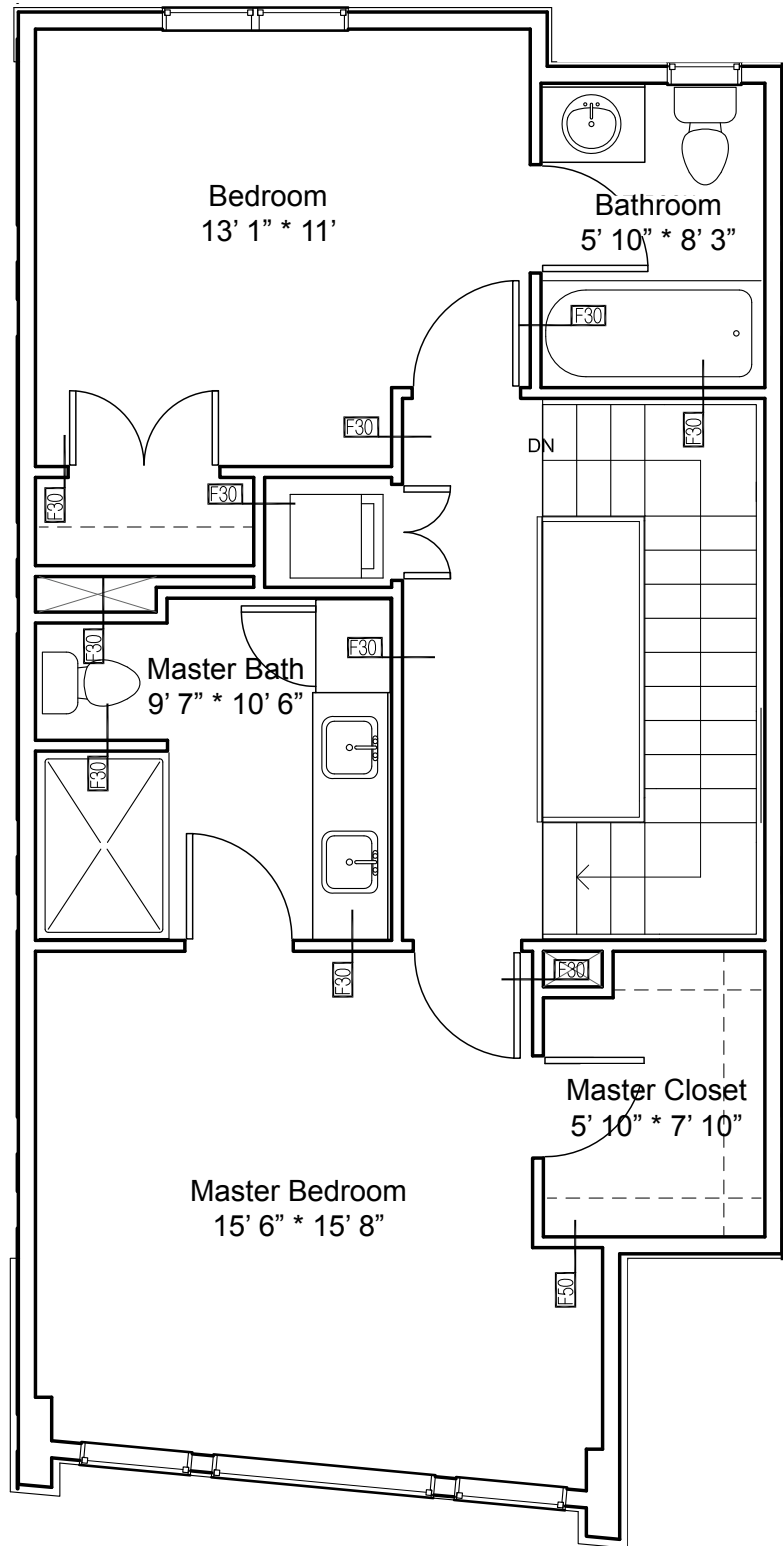 Bedroom
13’ 1” * 11’
Bathroom
5’ 10” * 8’ 3”
F30
F30
F30
DN
F30
F30
F30
F30
Master Bath
9’ 7” * 10’ 6”
F30
F30
F30
Master Closet
5’ 10” * 7’ 10”
Master Bedroom
15’ 6” * 15’ 8”
F50